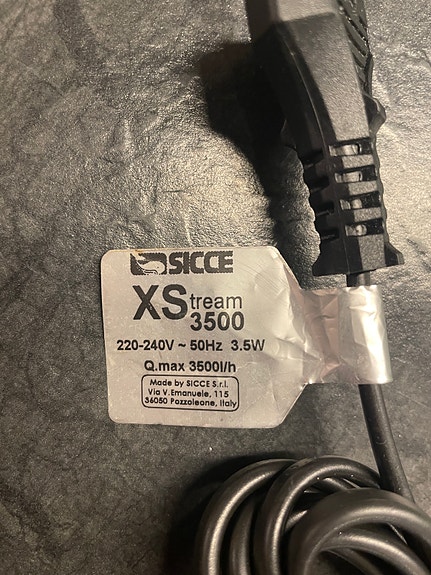 SICCE
XStream
3500
220-240V ~ 50Hz 3.5W
Q.max 3500l/h
Made by SICCE S.r.l.
Via V.Emanuele, 115
36050 Pozzoleone, Italy